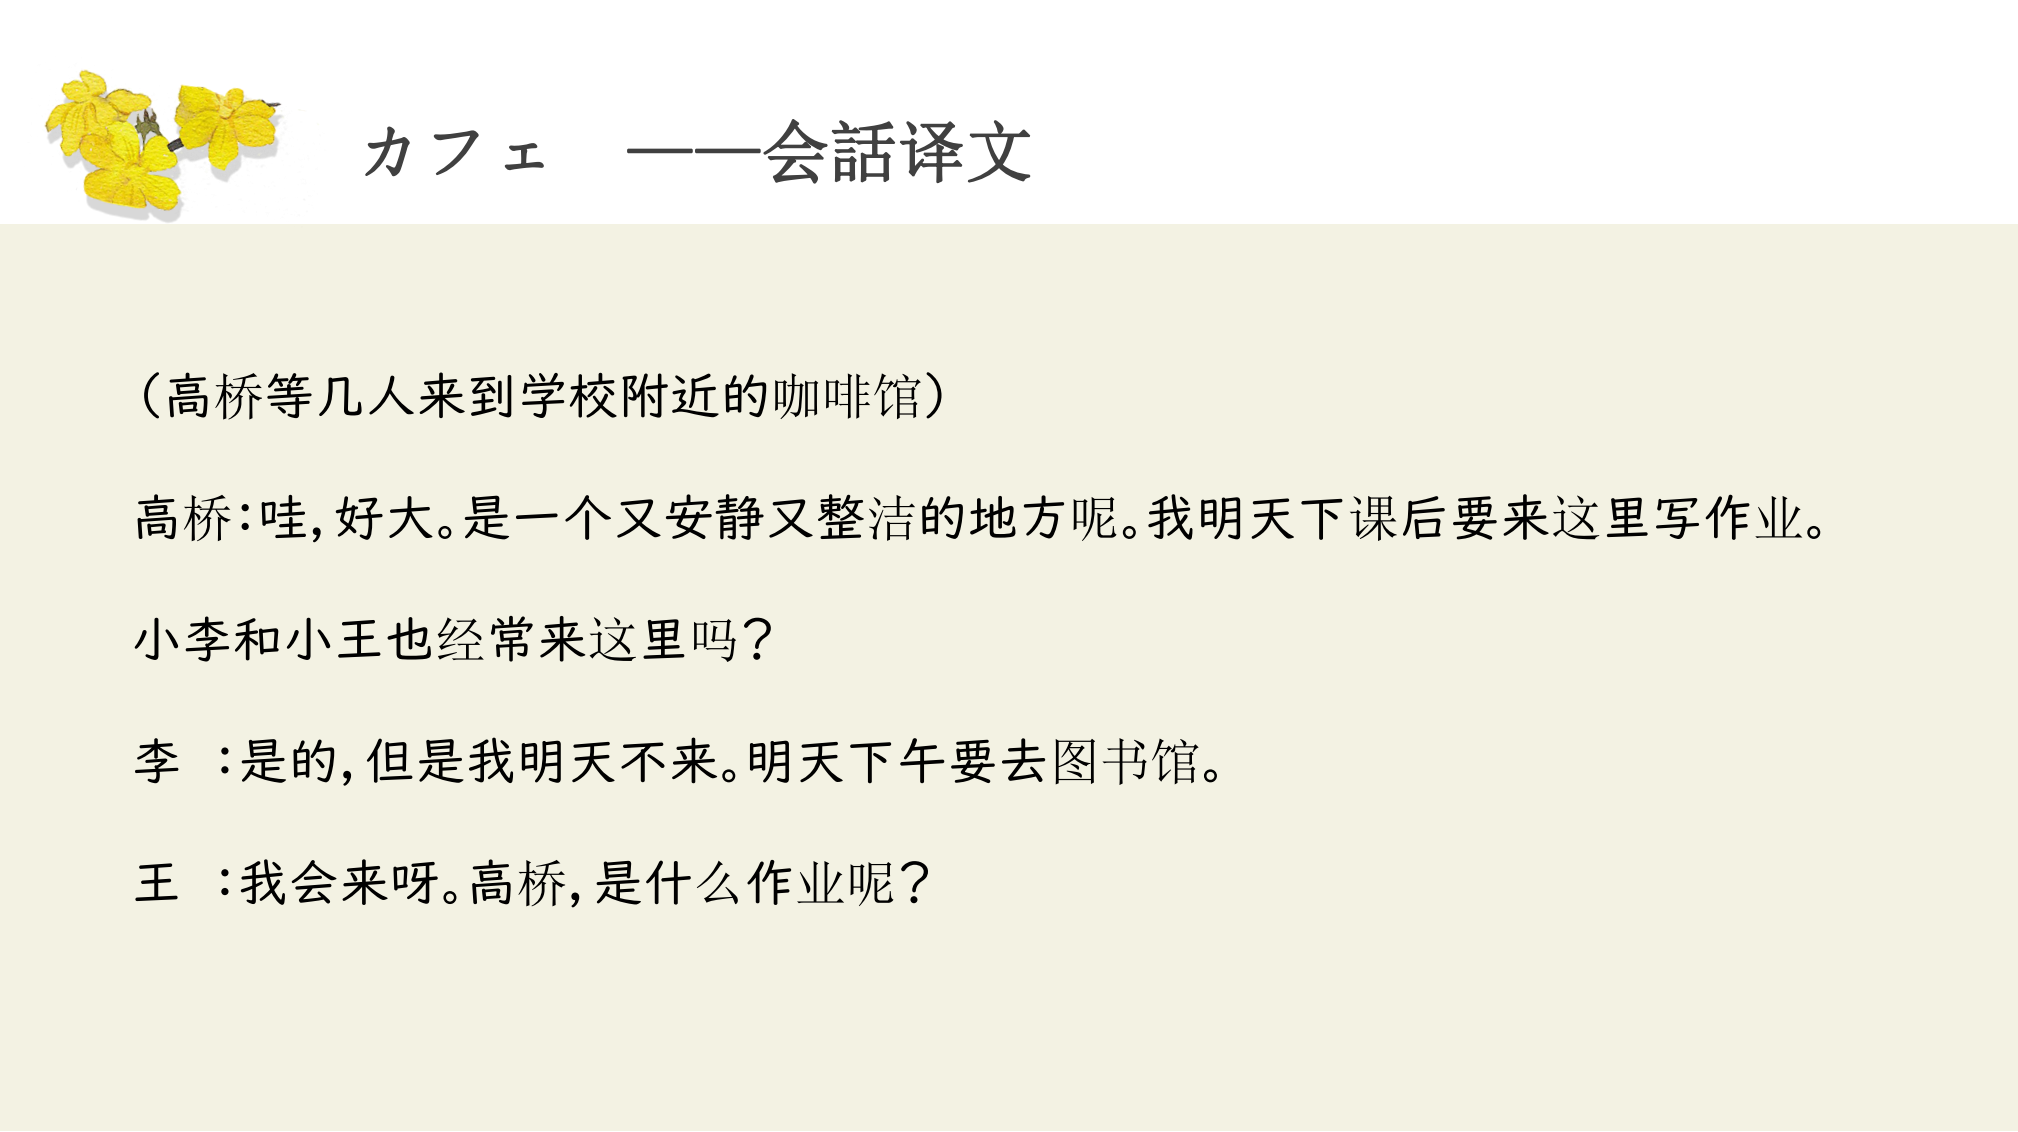 カフェ　——会話译文
（高桥等几人来到学校附近的咖啡馆）
高桥：哇，好大。是一个又安静又整洁的地方呢。我明天下课后要来这里写作业。
小李和小王也经常来这里吗？
李　：是的，但是我明天不来。明天下午要去图书馆。
王　：我会来呀。高桥，是什么作业呢？